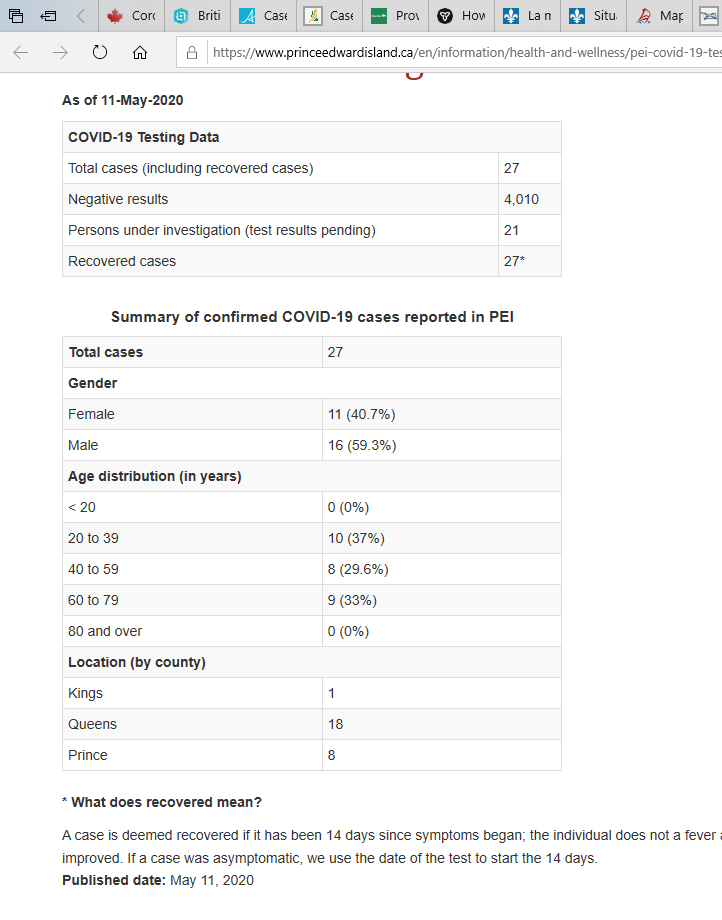 Cor
Briti
Case
Case
Prov
How
La m
Situ
Map
https://www.princeedwardisland.ca/en/information/health-and-wellness/pei-covid-19-tes
As of 11-May-2020
COVID-19 Testing Data
Total cases (including recovered cases) 27
Negative results 4,010
Persons under investigation (test results pending) 21
Recovered cases 27*
Summary of confirmed COVID-19 cases reported in PEI
Total cases 27
Gender
Female 11 (40.7%)
Male 16 (59.3%)
Age distribution (in years)
< 20 0 (0%)
20 to 39 10 (37%)
40 to 59 8 (29.6%)
60 to 79 9 (33%)
80 and over 0 (0%)
Location (by county)
Kings 1
Queens 18
Prince 8
* What does recovered mean?
A case is deemed recovered if it has been 14 days since symptoms began; the individual does not a fever
improved. If a case was asymptomatic, we use the date of the test to start the 14 days.
Published date: May 11, 2020